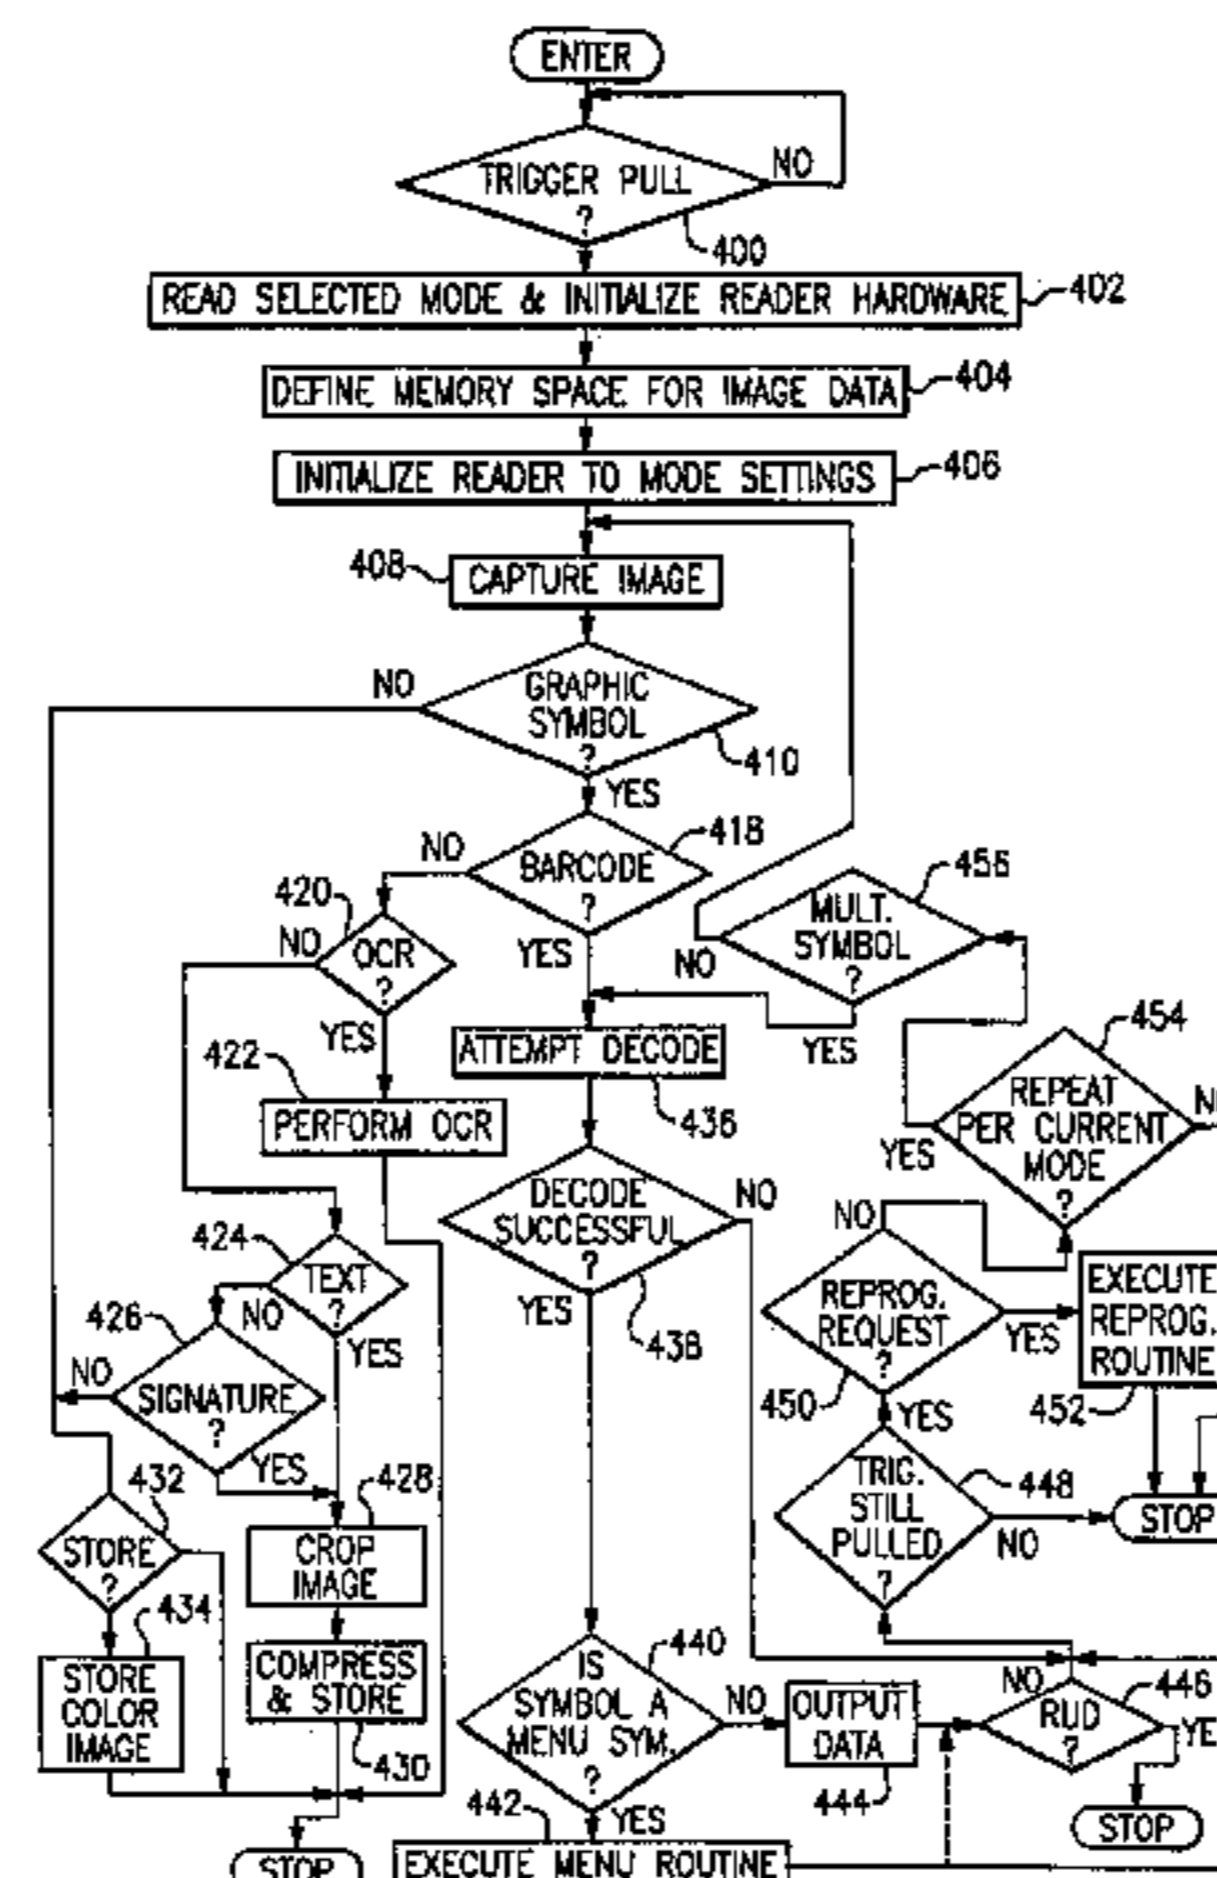 ENTER
NO
TRIGGER PULL
?
400
READ SELECTED MODE & INITIALIZE READER HARDWARE
402
DEFINE MEMORY SPACE FOR IMAGE DATA
404
INITIALIZE READER TO MODE SETTINGS
406
408
CAPTURE IMAGE
NO
GRAPHIC
SYMBOL
?
410
YES
418
NO
BARCODE
?
YES
420
NO
OCR
?
YES
456
MULT.
SYMBOL
?
NO
YES
454
REPEAT
PER CURRENT
MODE
?
YES
422
PERFORM OCR
ATTEMPT DECODE
436
DECODE
SUCCESSFUL
?
NO
YES
438
424
TEXT
?
NO
YES
426
NO
SIGNATURE
?
YES
NO
REPROG.
REQUEST
?
YES
450
EXECUTE
REPROG.
ROUTINE
452
YES
TRIG.
STILL
PULLED
?
448
NO
STOP
432
STORE
?
428
CROP
IMAGE
434
STORE
COLOR
IMAGE
COMPRESS
& STORE
430
STOP
440
IS
SYMBOL A
MENU SYM.
?
NO
YES
OUTPUT
DATA
444
NO
446
RUD
?
STOP
442
EXECUTE MENU ROUTINE